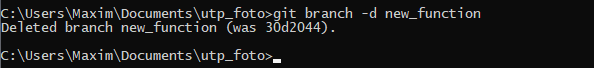 C:\Users\Maxim\Documents\utp_foto>git branch -d new_function
Deleted branch new_function (was 30d2044).
C:\Users\Maxim\Documents\utp_foto>